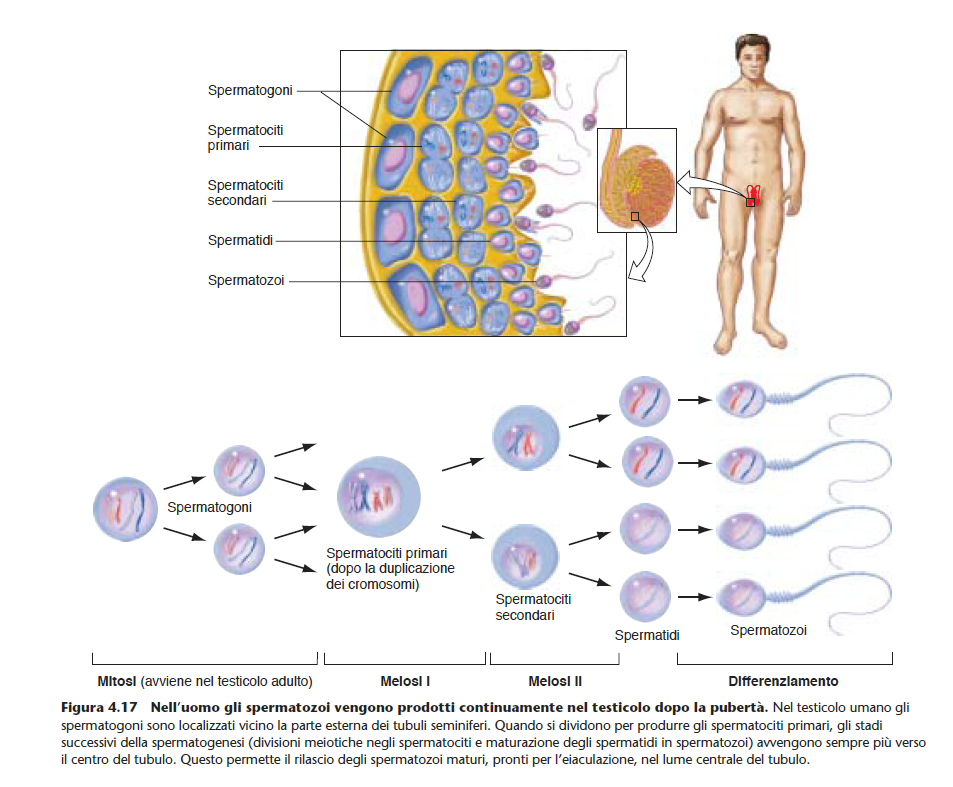 Spermatogoni
Spermatociti
primari
Spermatociti
secondari
Spermatidi
Spermatozoi
Spermatogoni
Spermatociti primari
(dopo la duplicazione
dei cromosomi)
Spermatociti
secondari
Spermatidi
Spermatozoi
Mitosi (avviene nel testicolo adulto)
Meiosi I
Meiosi II
Differenziamento
Figura 4.17 Nell’uomo gli spermatozoi vengono prodotti continuamente nel testicolo dopo la pubertà. Nel testicolo umano gli
spermatogoni sono localizzati vicino la parte esterna dei tubuli seminiferi. Quando si dividono per produrre gli spermatociti primari, gli stadi
successivi della spermatogenesi (divisioni meiotiche negli spermatociti e maturazione degli spermatidi in spermatozoi) avvengono sempre più verso
il centro del tubulo. Questo permette il rilascio degli spermatozoi maturi, pronti per l’eiaculazione, nel lume centrale del tubulo.